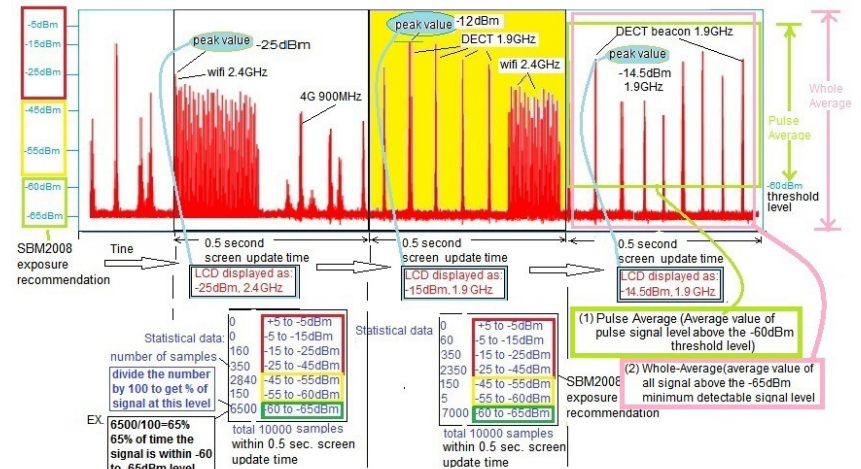 -5dBm
-15dBm
-25dBm
-45dBm
-55dBm
-60dBm
-65dBm
SBM2008
exposure
recommendation
Tine
peak value
-25dBm
wifi 2.4GHz
4G 900MHz
peak value
-12dBm
DECT 1.9GHz
wifi 2.4GHz
DECT beacon 1.9GHz
peak value
-14.5dBm
1.9GHz
Pulse
Average
Whole
Average
-60dBm
threshold
level
0.5 second
screen update time
0.5 second
screen update time
0.5 second
screen update time
LCD displayed as:
-25dBm, 2.4GHz
LCD displayed as:
-15dBm, 1.9GHz
LCD displayed as:
-14.5dBm, 1.9GHz
Statistical data:
number of samples
divide the number
by 100 to get % of
signal at this level
EX.
6500/100=65%
65% of time the
signal is within -60
to -65dBm level
0 +5 to -5dBm
0 -5 to -15dBm
160 -15 to -25dBm
350 -25 to -45dBm
2840 -45 to -55dBm
150 -55 to -60dBm
6500 -60 to -65dBm
total 10000 samples
within 0.5 sec. screen
update time
Statistical data
0 +5 to -5dBm
60 -5 to -15dBm
350 -15 to -25dBm
2350 -25 to -45dBm
150 -45 to -55dBm
5 -55 to -60dBm
7000 -60 to -65dBm
total 10000 samples
within 0.5 sec. screen
update time
SBM2008
exposure
recommendation
(1) Pulse Average (Average value of
pulse signal level above the -60dBm
threshold level)
(2) Whole-Average(average value of
all signal above the -65dBm
minimum detectable signal level